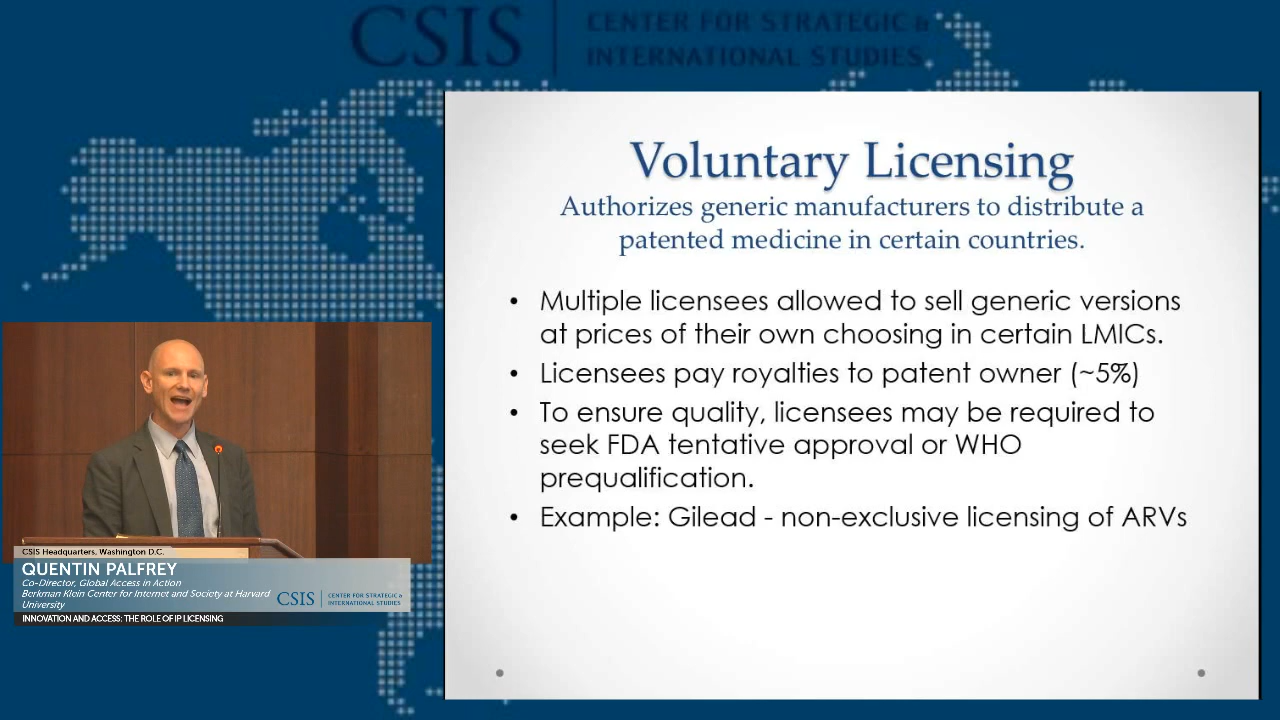 CSIS
CENTER FOR STRATEGIC &
INTERNATIONAL STUDIES
Voluntary Licensing
Authorizes generic manufacturers to distribute a
patented medicine in certain countries.
• Multiple licensees allowed to sell generic versions
at prices of their own choosing in certain LMICs.
• Licensees pay royalties to patent owner (~5%)
• To ensure quality, licensees may be required to
seek FDA tentative approval or WHO
prequalification.
• Example: Gilead - non-exclusive licensing of ARVs
CSIS Headquarters, Washington D.C.
QUENTIN PALFREY
Co-Director, Global Access in Action
Berkman Klein Center for Internet and Society at Harvard
University
CSIS
CENTER FOR STRATEGIC &
INTERNATIONAL STUDIES
INNOVATION AND ACCESS: THE ROLE OF IP LICENSING